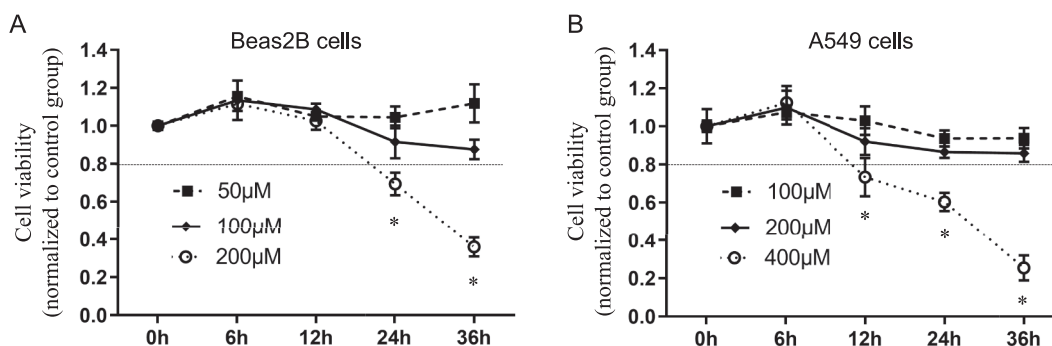 A
Beas2B cells
Cell viability
(normalized to control group)
1.4
1.2
1.0
0.8
0.6
0.4
0.2
0.0
50μM
100μM
200μM
*
*
0h 6h 12h 24h 36h
B
A549 cells
Cell viability
(normalized to control group)
1.4
1.2
1.0
0.8
0.6
0.4
0.2
0.0
100μM
200μM
400μM
*
*
*
0h 6h 12h 24h 36h